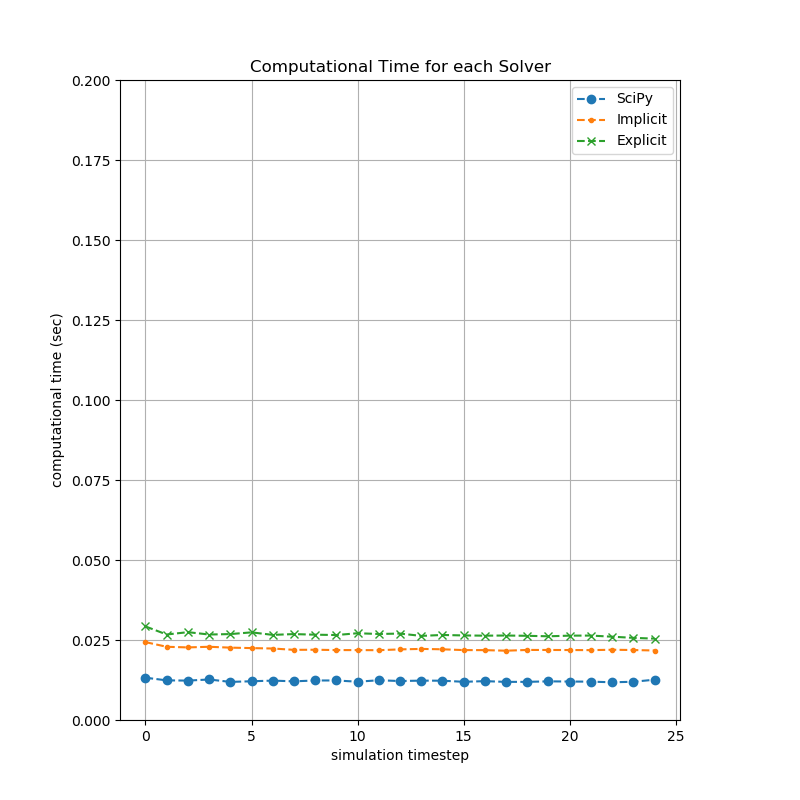 Computational Time for each Solver
0.200
0.175
0.150
0.125
0.100
0.075
0.050
0.025
0.000
computational time (sec)
SciPy
Implicit
Explicit
0 5 10 15 20 25
simulation timestep